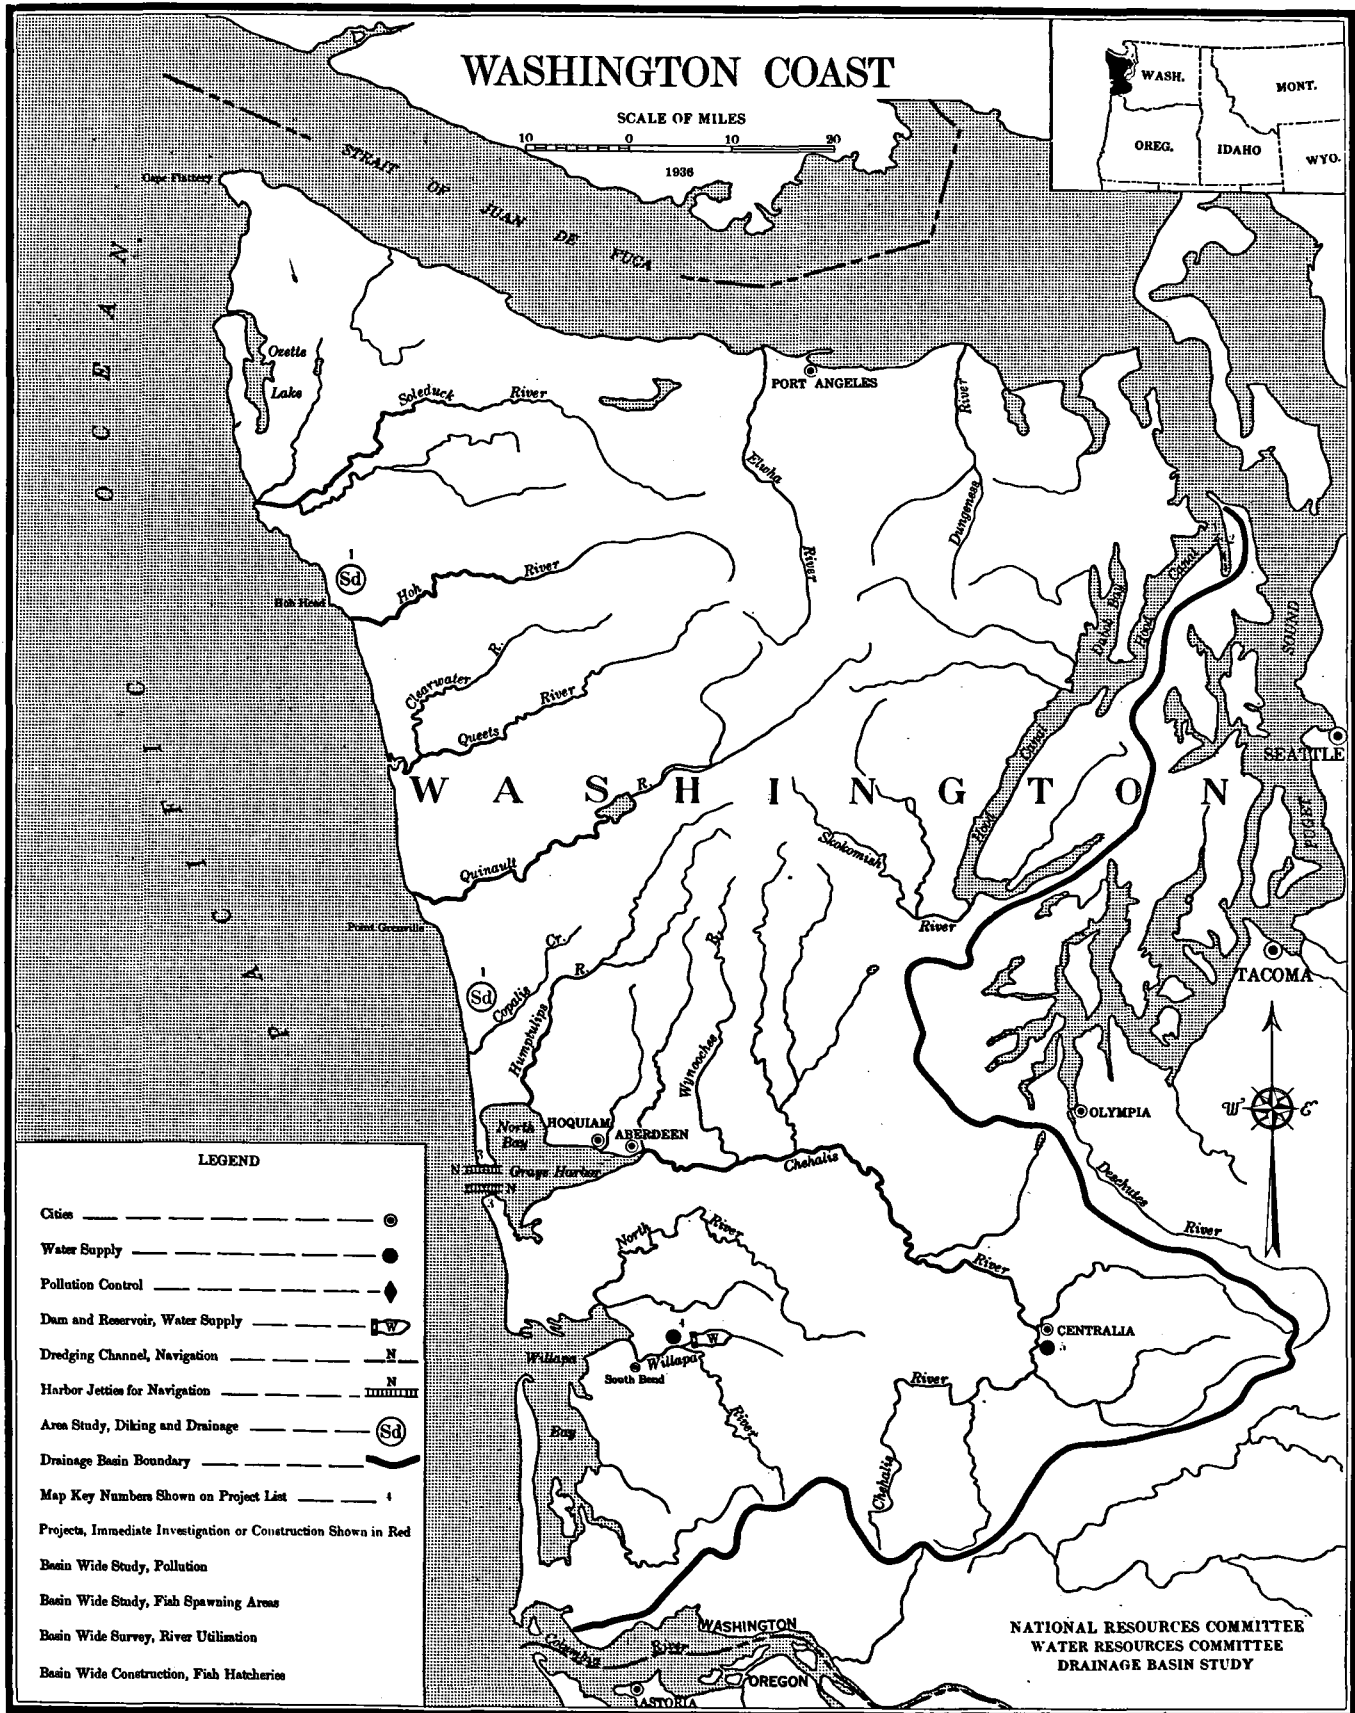 WASHINGTON COAST
SCALE OF MILES
10 0 10 20
1936
WASH.
MONT.
OREG.
IDAHO
WYO.
STRAIT OF JUAN DE FUCA
Cape Flattery
PACIFIC OCEAN
Ozette
Lake
Soleduck River
PORT ANGELES
River
Elwha
River
Dungeness
1
Sd
Hoh River
Hoh Head
Canal
Dabob Bay
Hood
SOUND
Clearwater R.
Queets River
SEATTLE
WASHINGTON
Canal
Hood
PUGET
Quinault R.
Skokomish
River
Point Grenville
TACOMA
1
Sd
Copalis Cr.
Humptulips R.
Wynoochee R.
W E
OLYMPIA
North
Bay
HOQUIAM
ABERDEEN
3
N
Grays Harbor
N
3
Chehalis
Deschutes
River
North River
River
4
W
CENTRALIA
5
Willapa
Willapa
South Bend
River
Bay
River
Chehalis
LEGEND
Cities
Water Supply
Pollution Control
Dam and Reservoir, Water Supply W
Dredging Channel, Navigation N
Harbor Jetties for Navigation N
Area Study, Diking and Drainage Sd
Drainage Basin Boundary
Map Key Numbers Shown on Project List 4
Projects, Immediate Investigation or Construction Shown in Red
Basin Wide Study, Pollution
Basin Wide Study, Fish Spawning Areas
Basin Wide Survey, River Utilization
Basin Wide Construction, Fish Hatcheries
Columbia River
WASHINGTON
OREGON
ASTORIA
NATIONAL RESOURCES COMMITTEE
WATER RESOURCES COMMITTEE
DRAINAGE BASIN STUDY